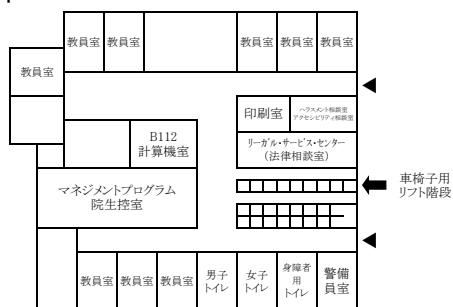 教員室 教員室 教員室 教員室 教員室
教員室
印刷室
ハラスメント相談室
アクセシビリティ相談室
B112
計算機室
リーガル・サービス・センター
(法律相談室)
車椅子用
リフト階段
マネジメントプログラム
院生控室
教員室 教員室 教員室
男子
トイレ
女子
トイレ
身障者
用
トイレ
警備
員室